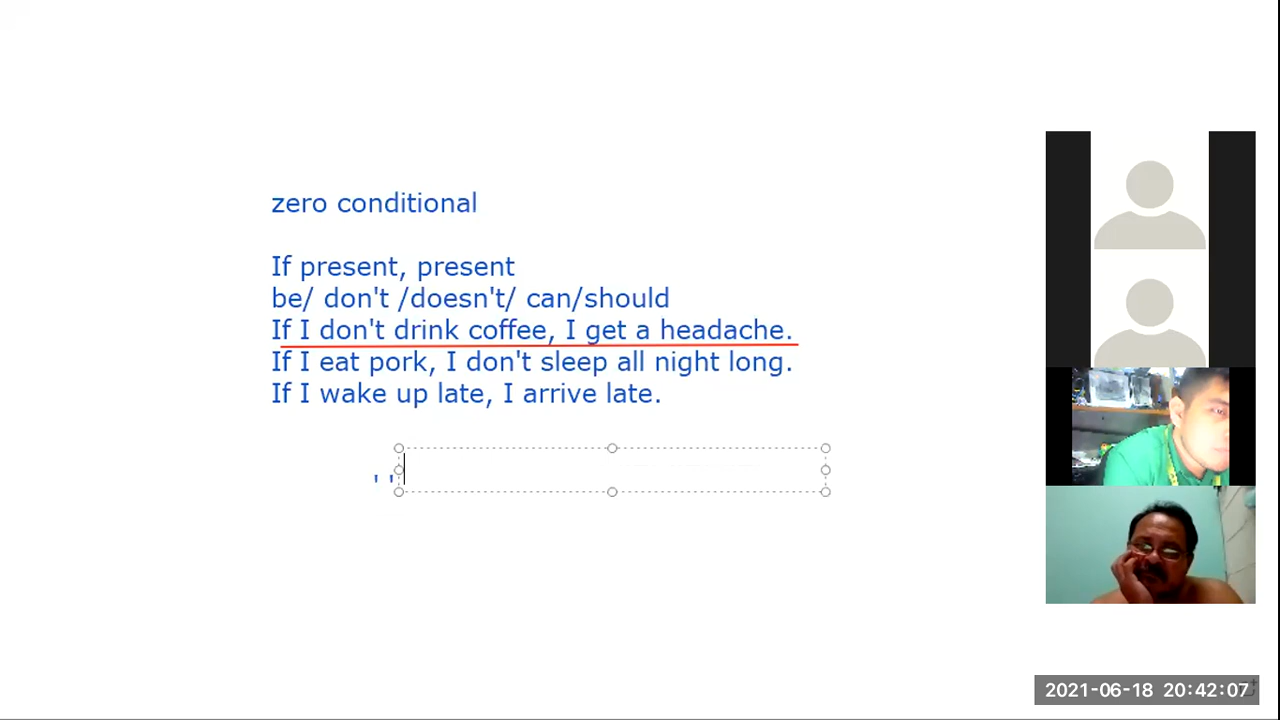 zero conditional
If present, present
be/ don't /doesn't/ can/should
If I don't drink coffee, I get a headache.
If I eat pork, I don't sleep all night long.
If I wake up late, I arrive late.
' '
2021-06-18 20:42:07